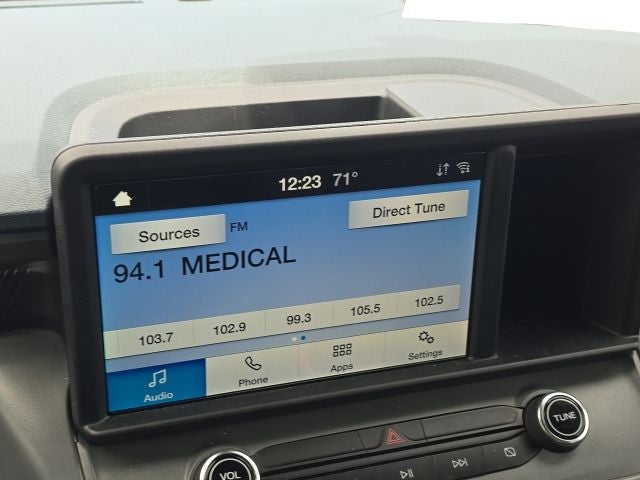 12:23 71°
Sources FM Direct Tune
94.1 MEDICAL
103.7 102.9 99.3 105.5 102.5
Audio Phone Apps Settings
VOL TUNE